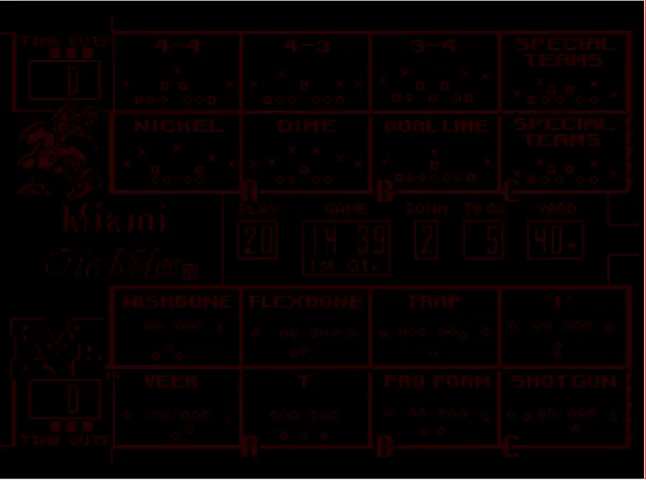 TIME OUTS
0
4-4 4-3 3-4 SPECIAL TEAMS
NICKEL DIME GOAL LINE SPECIAL TEAMS
A B C
PLAY GAME DOWN TO GO YARD
20 14 39 2 5 40
1st Qtr
Miami
WISHBONE FLEXBONE TRAP "I"
VEER T PRO FORM SHOTGUN
0
TIME OUTS
A B C